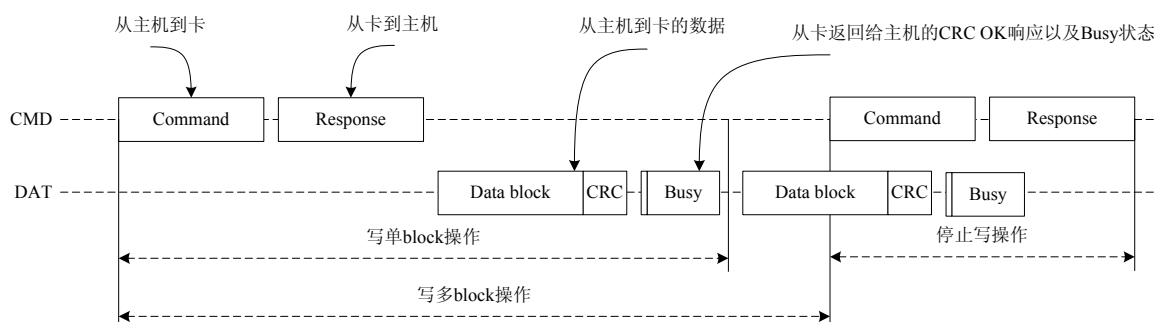 从主机到卡
从卡到主机
从主机到卡的数据
从卡返回给主机的CRC OK响应以及Busy状态
CMD
Command
Response
Command
Response
DAT
Data block
CRC
Busy
Data block
CRC
Busy
写单block操作
停止写操作
写多block操作